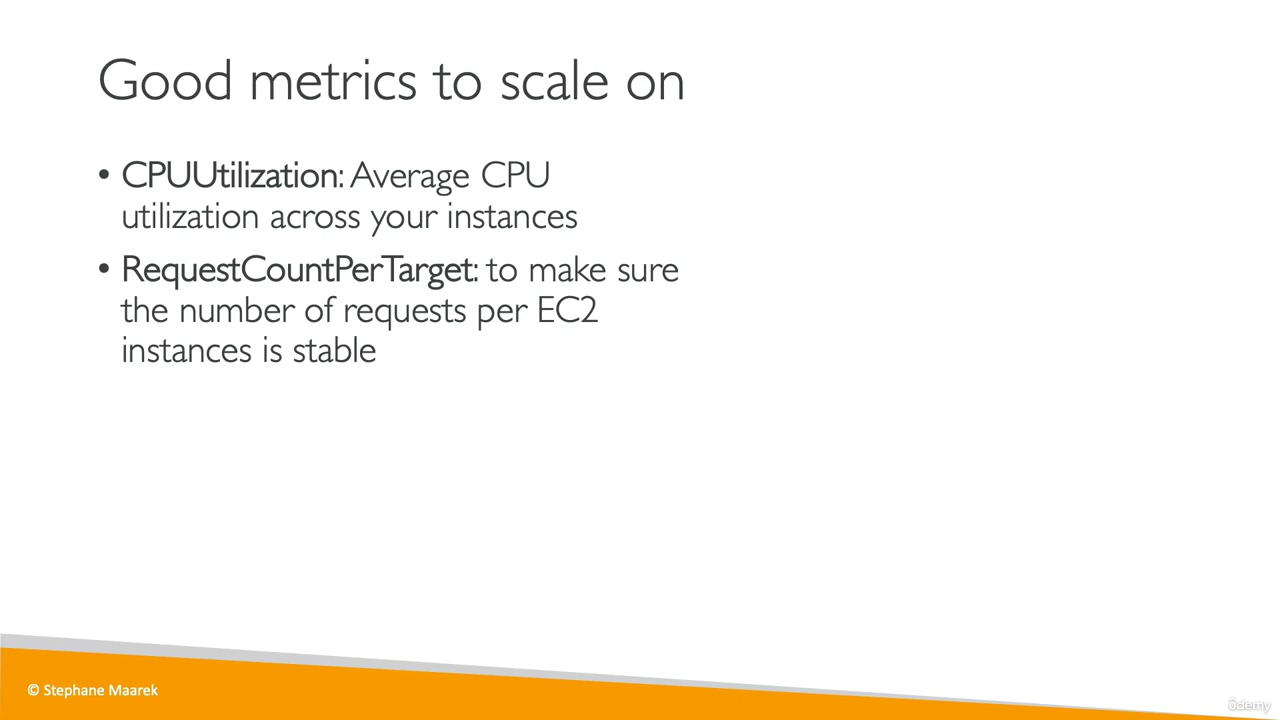 Good metrics to scale on
• CPUUtilization: Average CPU
utilization across your instances
• RequestCountPerTarget: to make sure
the number of requests per EC2
instances is stable
© Stephane Maarek
ûdemy